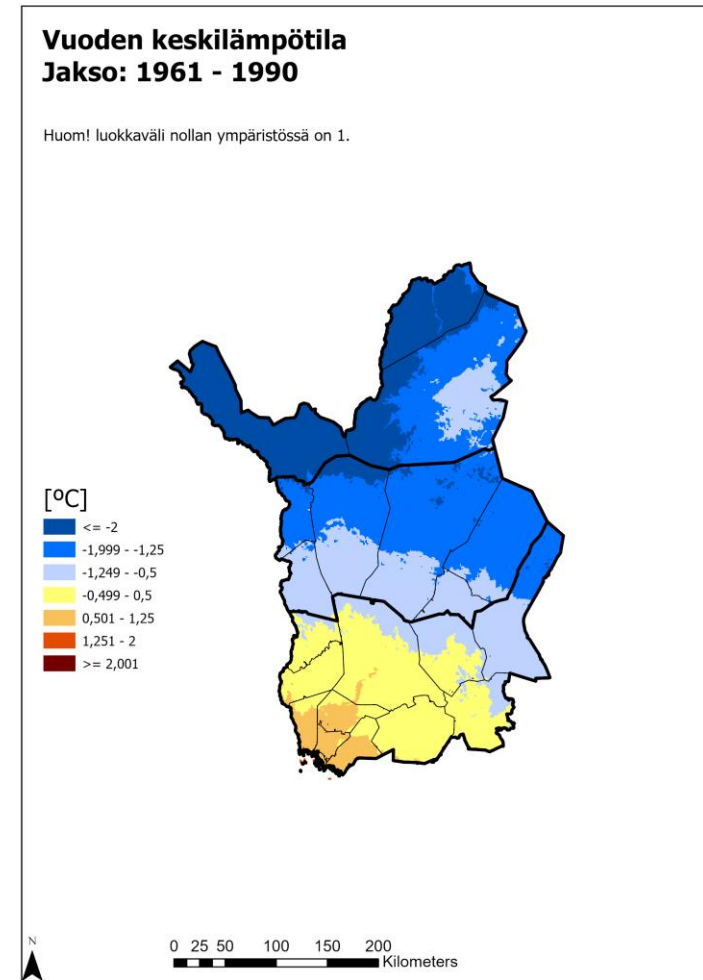 Vuoden keskilämpötila
Jakso: 1961 - 1990
Huom! luokkaväli nollan ympäristössä on 1.
[ºC]
<= -2
-1,999 - -1,25
-1,249 - -0,5
-0,499 - 0,5
0,501 - 1,25
1,251 - 2
>= 2,001
N
0 25 50 100 150 200
Kilometers